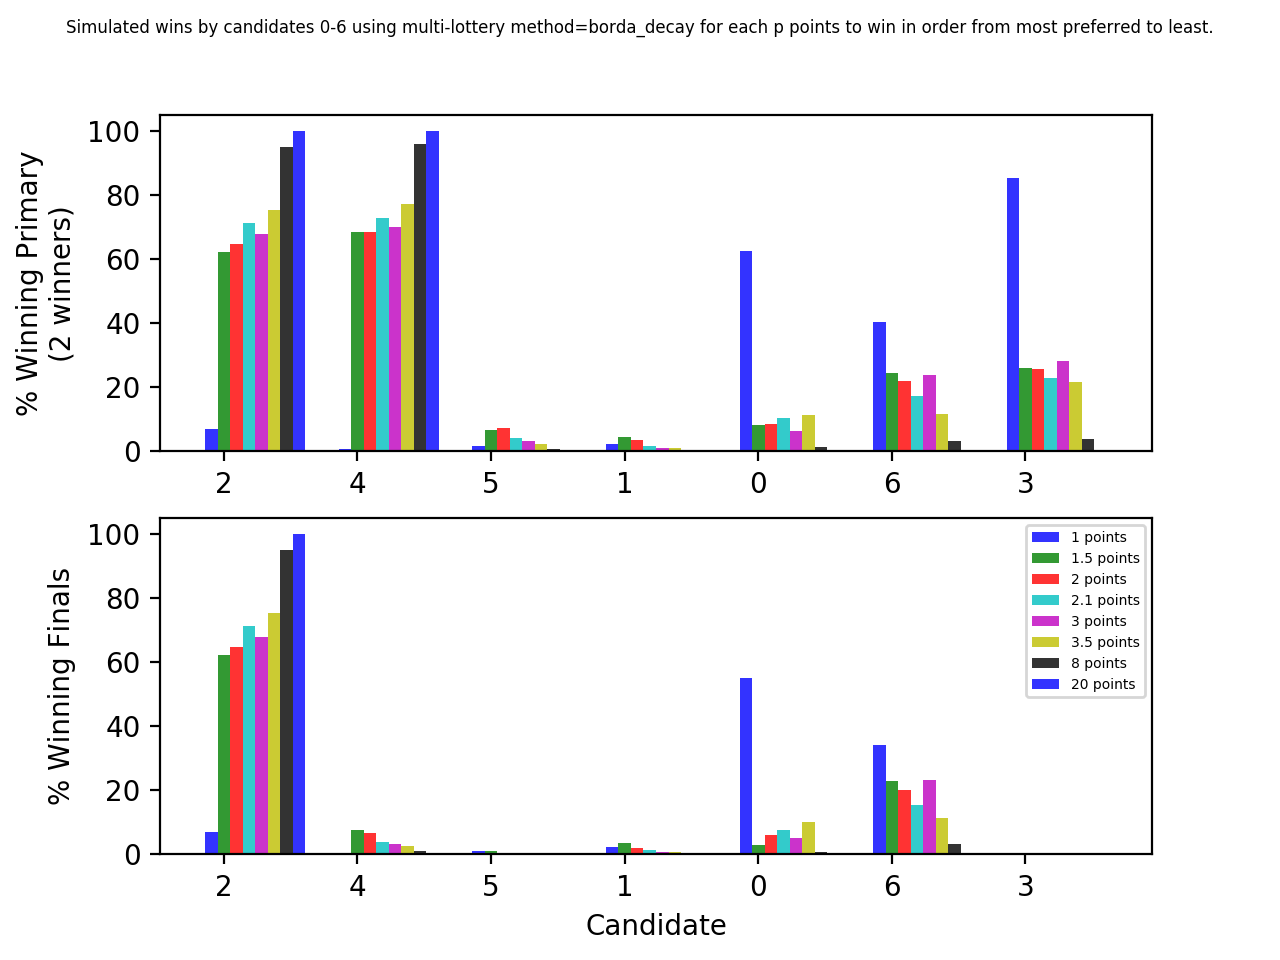 Simulated wins by candidates 0-6 using multi-lottery method=borda_decay for each p points to win in order from most preferred to least.
% Winning Primary
(2 winners)
100
80
60
40
20
0
2 4 5 1 0 6 3
% Winning Finals
100
80
60
40
20
0
1 points
1.5 points
2 points
2.1 points
3 points
3.5 points
8 points
20 points
2 4 5 1 0 6 3
Candidate